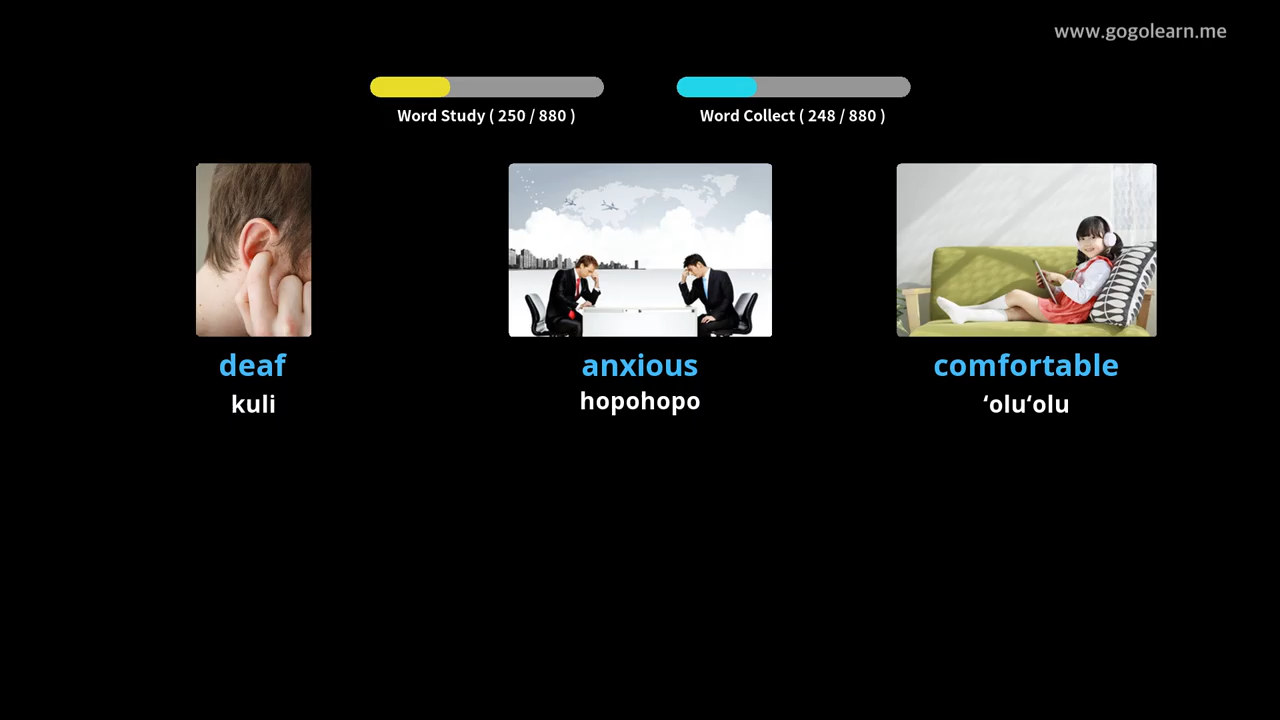 www.gogolearn.me
Word Study ( 250 / 880 )
Word Collect ( 248 / 880 )
deaf
kuli
anxious
hopohopo
comfortable
ʻoluʻolu